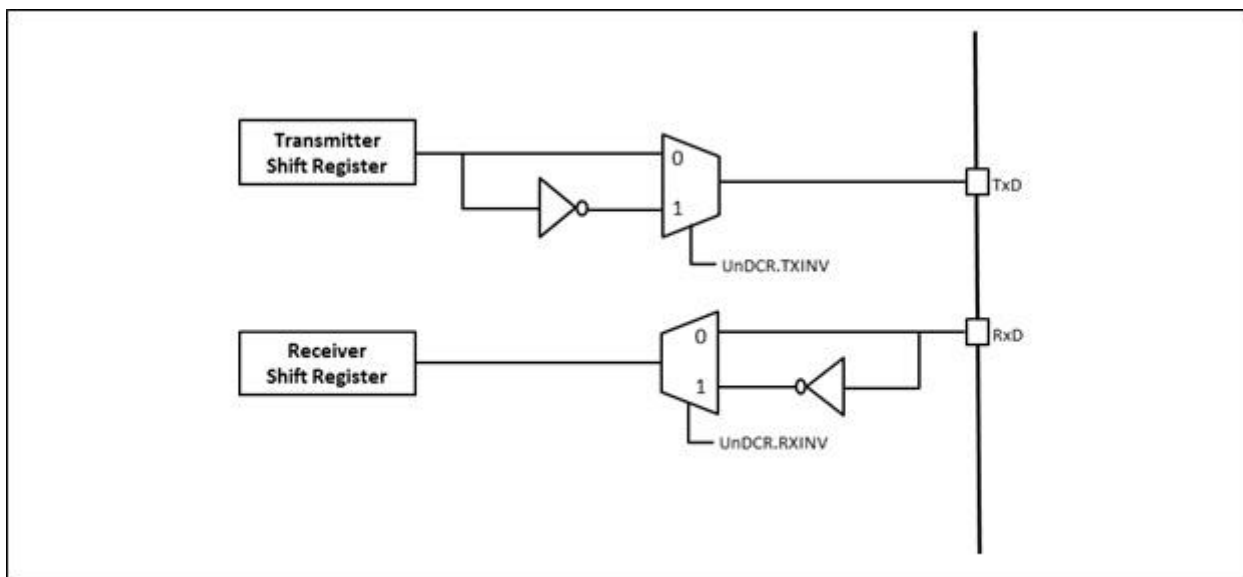 Transmitter
Shift Register
0
1
TxD
UnDCR.TXINV
Receiver
Shift Register
0
1
RxD
UnDCR.RXINV